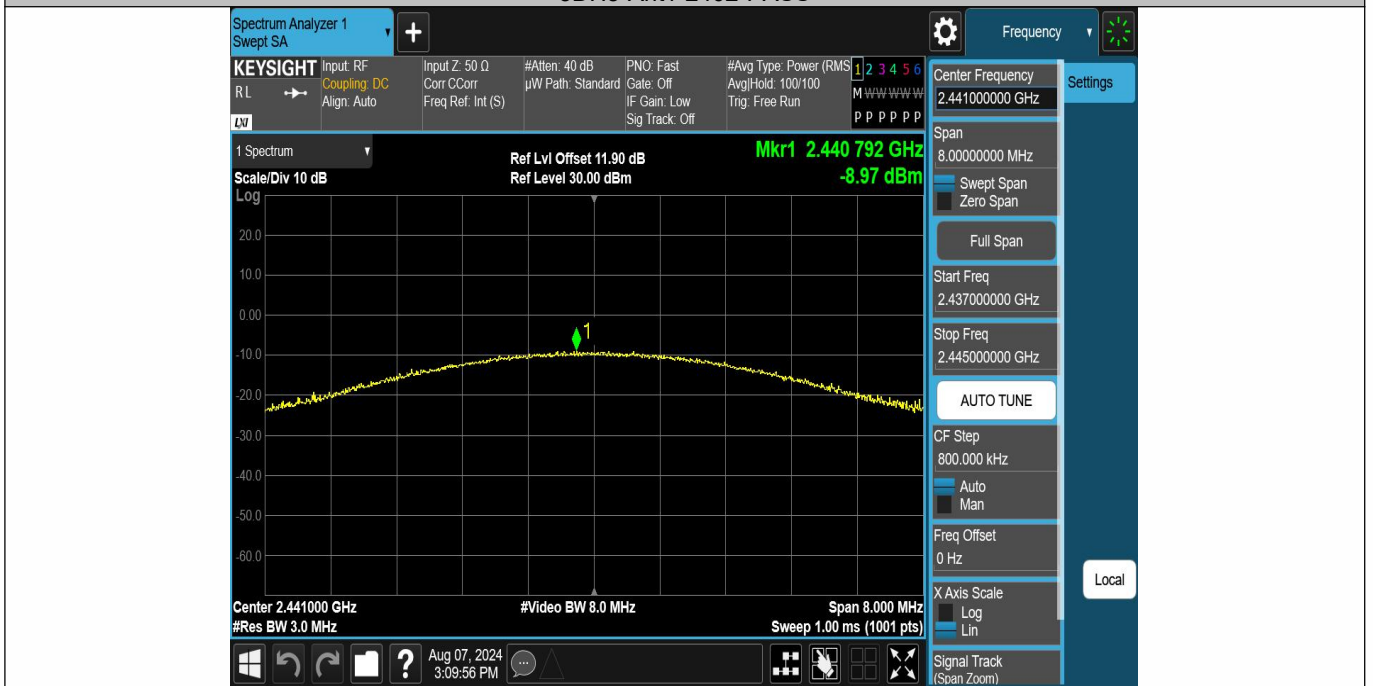 Spectrum Analyzer 1
Swept SA
Frequency
KEYSIGHT
RL
LXI
Input: RF
Coupling: DC
Align: Auto
Input Z: 50 Ω
Corr CCorr
Freq Ref: Int (S)
#Atten: 40 dB
µW Path: Standard
PNO: Fast
Gate: Off
IF Gain: Low
Sig Track: Off
#Avg Type: Power (RMS
Avg|Hold: 100/100
Trig: Free Run
1 2 3 4 5 6
M W W W W W
P P P P P P
1 Spectrum
Scale/Div 10 dB
Log
Ref Lvl Offset 11.90 dB
Ref Level 30.00 dBm
Mkr1 2.440 792 GHz
-8.97 dBm
20.0
10.0
0.00
-10.0
-20.0
-30.0
-40.0
-50.0
-60.0
1
Center 2.441000 GHz
#Res BW 3.0 MHz
#Video BW 8.0 MHz
Span 8.000 MHz
Sweep 1.00 ms (1001 pts)
Center Frequency
2.441000000 GHz
Span
8.00000000 MHz
Swept Span
Zero Span
Full Span
Start Freq
2.437000000 GHz
Stop Freq
2.445000000 GHz
AUTO TUNE
CF Step
800.000 kHz
Auto
Man
Freq Offset
0 Hz
X Axis Scale
Log
Lin
Signal Track
(Span Zoom)
Settings
Local
Aug 07, 2024
3:09:56 PM